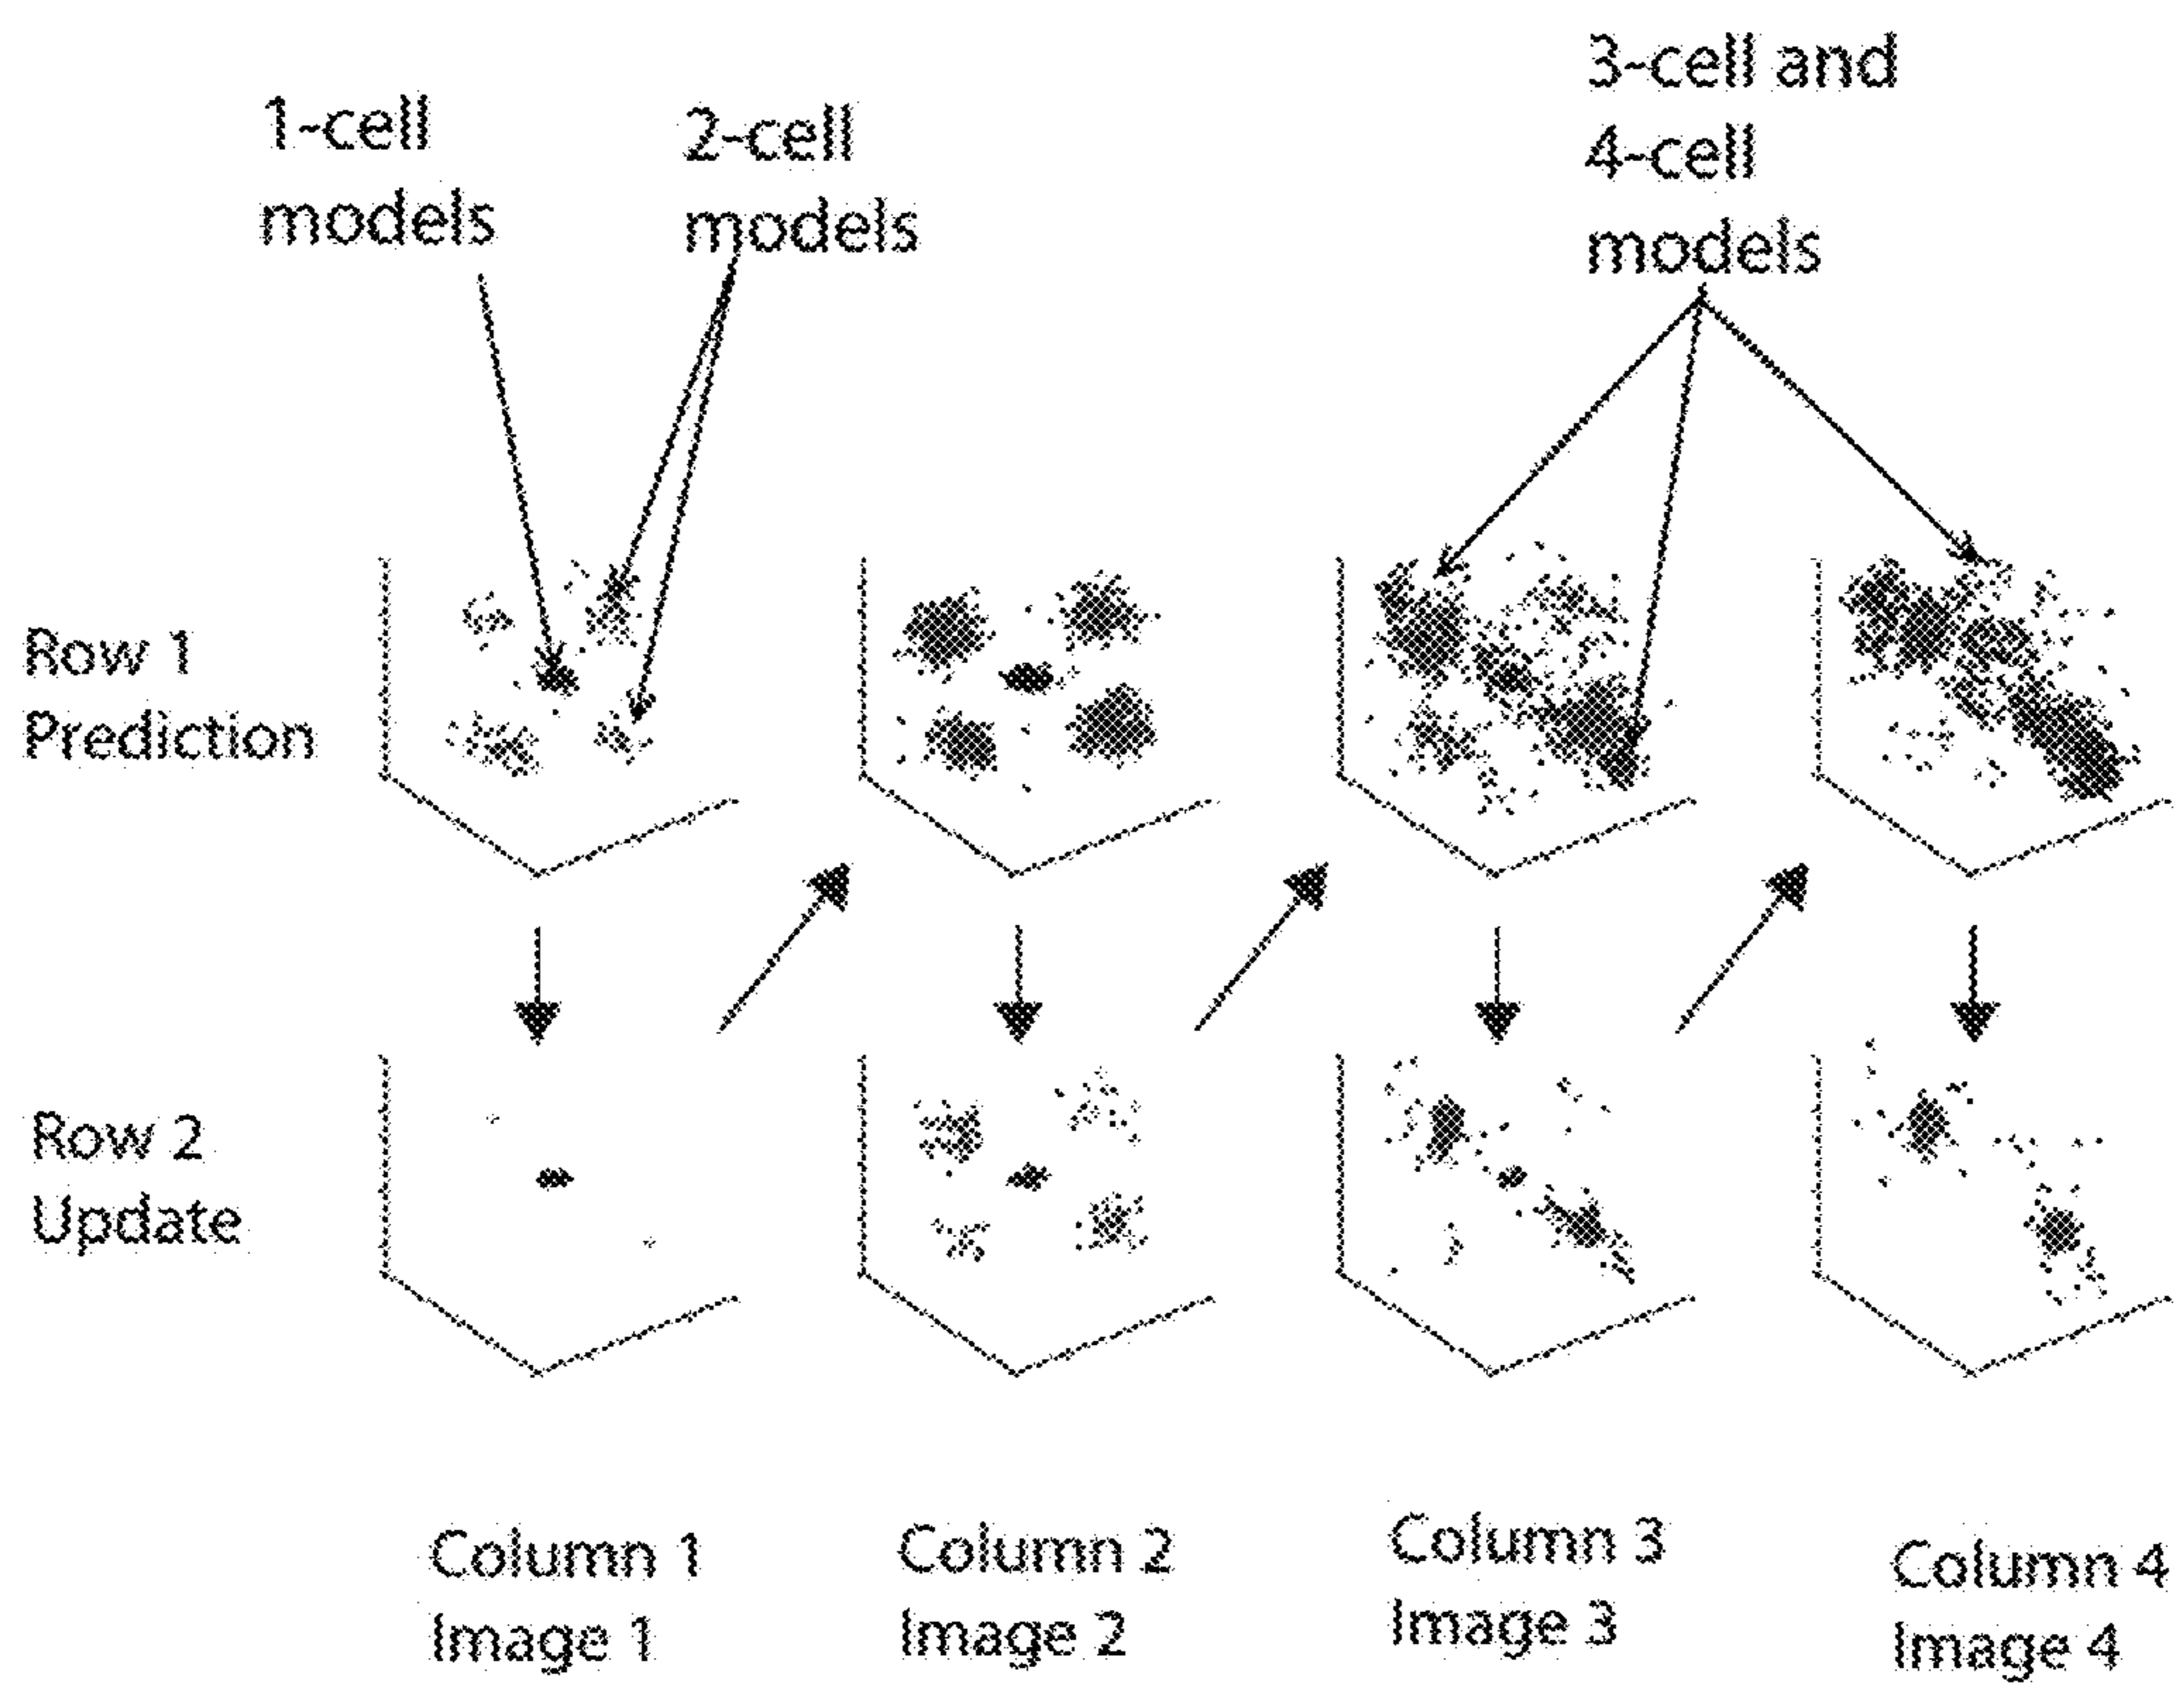 1-cell
models
2-cell
models
3-cell and
4-cell
models
Row 1
Prediction
Row 2
Update
Column 1
Image 1
Column 2
Image 2
Column 3
Image 3
Column 4
Image 4